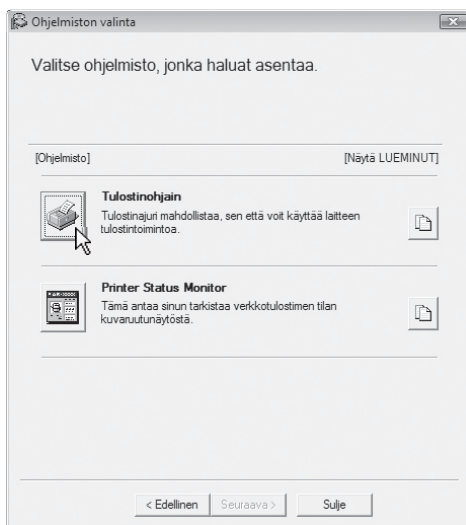 Ohjelmiston valinta
Valitse ohjelmisto, jonka haluat asentaa.
[Ohjelmisto] [Näytä LUEMINUT]
Tulostinohjain
Tulostinajuri mahdollistaa, sen että voit käyttää laitteen
tulostintoimintoa.
Printer Status Monitor
Tämä antaa sinun tarkistaa verkkotulostimen tilan
kuvaruutunäytöstä.
< Edellinen Seuraava > Sulje